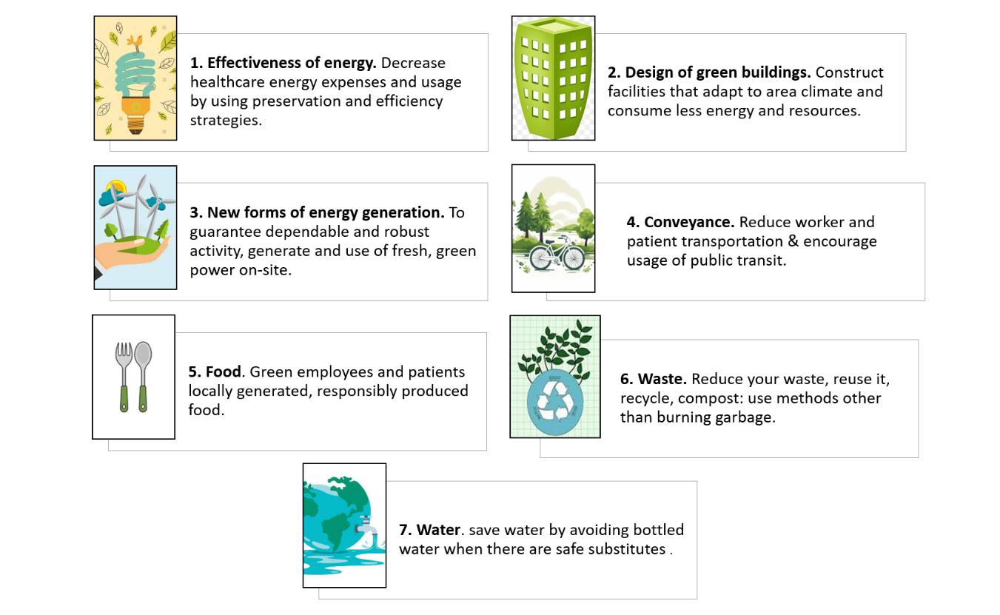 1. Effectiveness of energy. Decrease
healthcare energy expenses and usage
by using preservation and efficiency
strategies.
2. Design of green buildings. Construct
facilities that adapt to area climate and
consume less energy and resources.
3. New forms of energy generation. To
guarantee dependable and robust
activity, generate and use of fresh, green
power on-site.
4. Conveyance. Reduce worker and
patient transportation & encourage
usage of public transit.
5. Food. Green employees and patients
locally generated, responsibly produced
food.
6. Waste. Reduce your waste, reuse it,
recycle, compost: use methods other
than burning garbage.
7. Water. save water by avoiding bottled
water when there are safe substitutes .